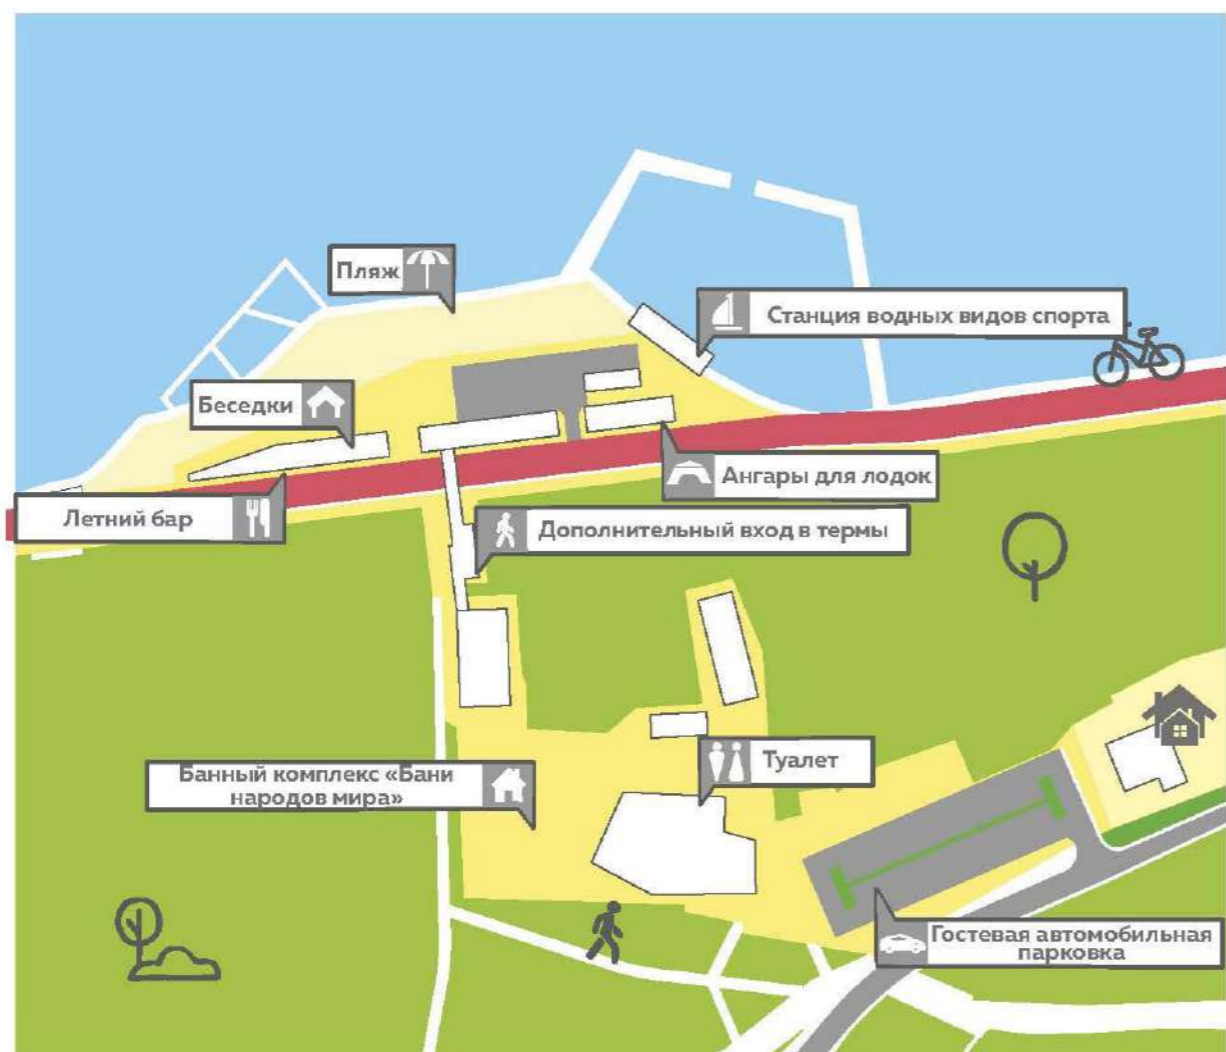 Пляж
Станция водных видов спорта
Беседки
Ангары для лодок
Летний бар
Дополнительный вход в термы
Туалет
Банный комплекс «Бани
народов мира»
Гостевая автомобильная
парковка